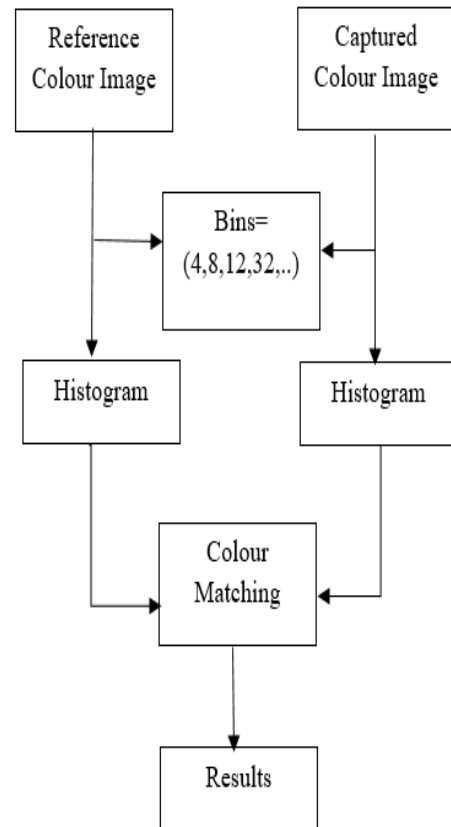 Reference
Colour Image
Captured
Colour Image
Bins=
(4,8,12,32,..)
Histogram
Histogram
Colour
Matching
Results